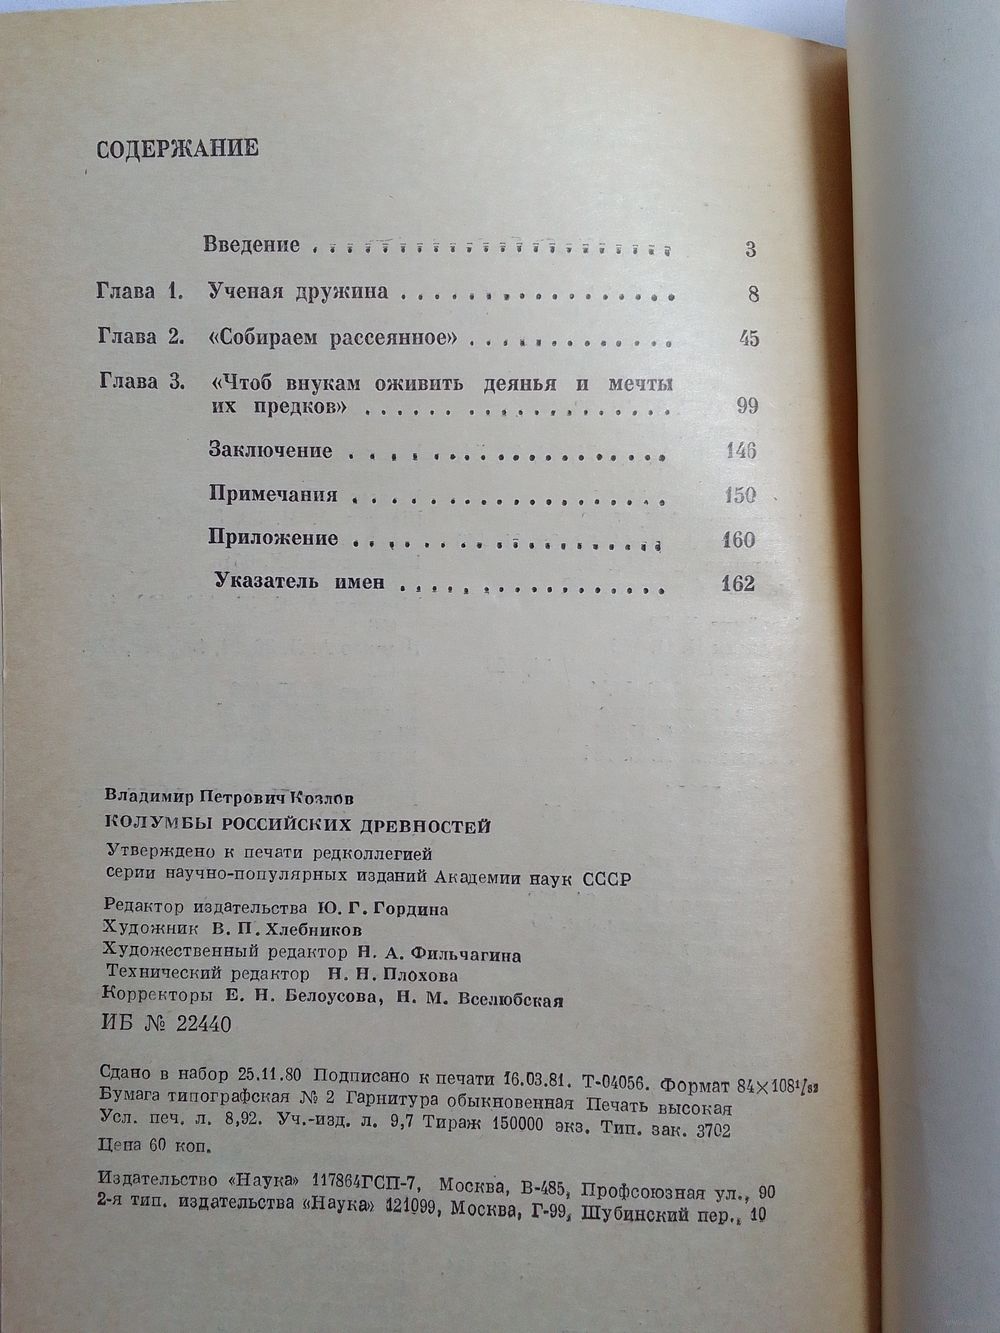 СОДЕРЖАНИЕ
Введение . . . . . . . . . . . . . . . . . . . . . 3
Глава 1. Ученая дружина . . . . . . . . . . . . . . . . . 8
Глава 2. «Собираем рассеянное» . . . . . . . . . . . . . 45
Глава 3. «Чтоб внукам оживить деянья и мечты
их предков» . . . . . . . . . . . . . . . . . . 99
Заключение . . . . . . . . . . . . . . . . . . 146
Примечания . . . . . . . . . . . . . . . . . . 150
Приложение . . . . . . . . . . . . . . . . . . 160
Указатель имен . . . . . . . . . . . . . . . . . 162
Владимир Петрович Козлов
КОЛУМБЫ РОССИЙСКИХ ДРЕВНОСТЕЙ
Утверждено к печати редколлегией
серии научно-популярных изданий Академии наук СССР
Редактор издательства Ю. Г. Гордина
Художник В. П. Хлебников
Художественный редактор Н. А. Фильчагина
Технический редактор Н. Н. Плохова
Корректоры Е. Н. Белоусова, Н. М. Вселюбская
ИБ № 22440
Сдано в набор 25.11.80 Подписано к печати 16.03.81. Т-04056. Формат 84×108¹/₃₂
Бумага типографская № 2 Гарнитура обыкновенная Печать высокая
Усл. печ. л. 8,92. Уч.-изд. л. 9,7 Тираж 150000 экз. Тип. зак. 3702
Цена 60 коп.
Издательство «Наука» 117864ГСП-7, Москва, В-485, Профсоюзная ул., 90
2-я тип. издательства «Наука» 121099, Москва, Г-99, Шубинский пер., 10